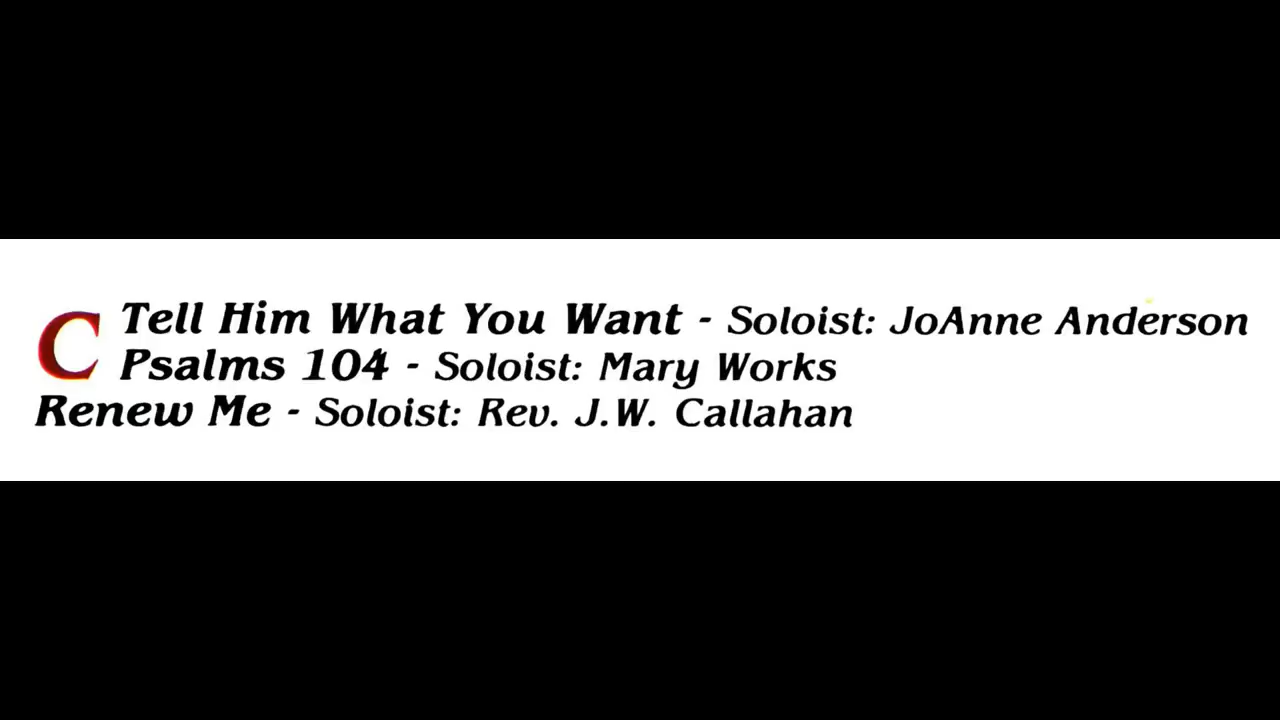 C Tell Him What You Want - Soloist: JoAnne Anderson
Psalms 104 - Soloist: Mary Works
Renew Me - Soloist: Rev. J.W. Callahan